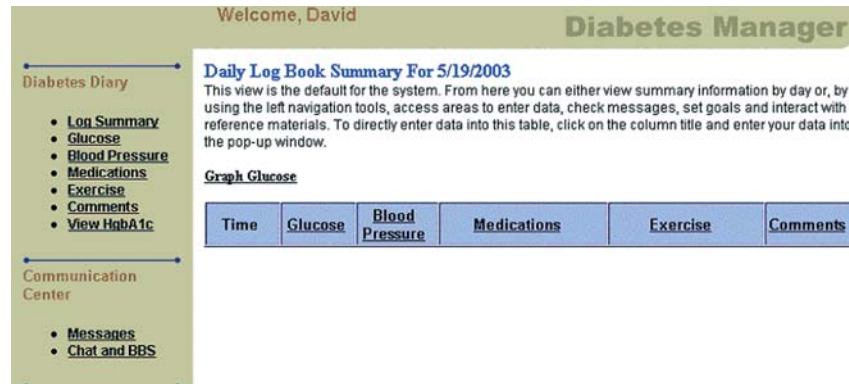 Welcome, David
Diabetes Manager
Diabetes Diary
Log Summary
Glucose
Blood Pressure
Medications
Exercise
Comments
View HgbA1c
Communication
Center
Messages
Chat and BBS
Daily Log Book Summary For 5/19/2003
This view is the default for the system. From here you can either view summary information by day or, by
using the left navigation tools, access areas to enter data, check messages, set goals and interact with
reference materials. To directly enter data into this table, click on the column title and enter your data into
the pop-up window.
Graph Glucose
Time Glucose Blood Pressure Medications Exercise Comments